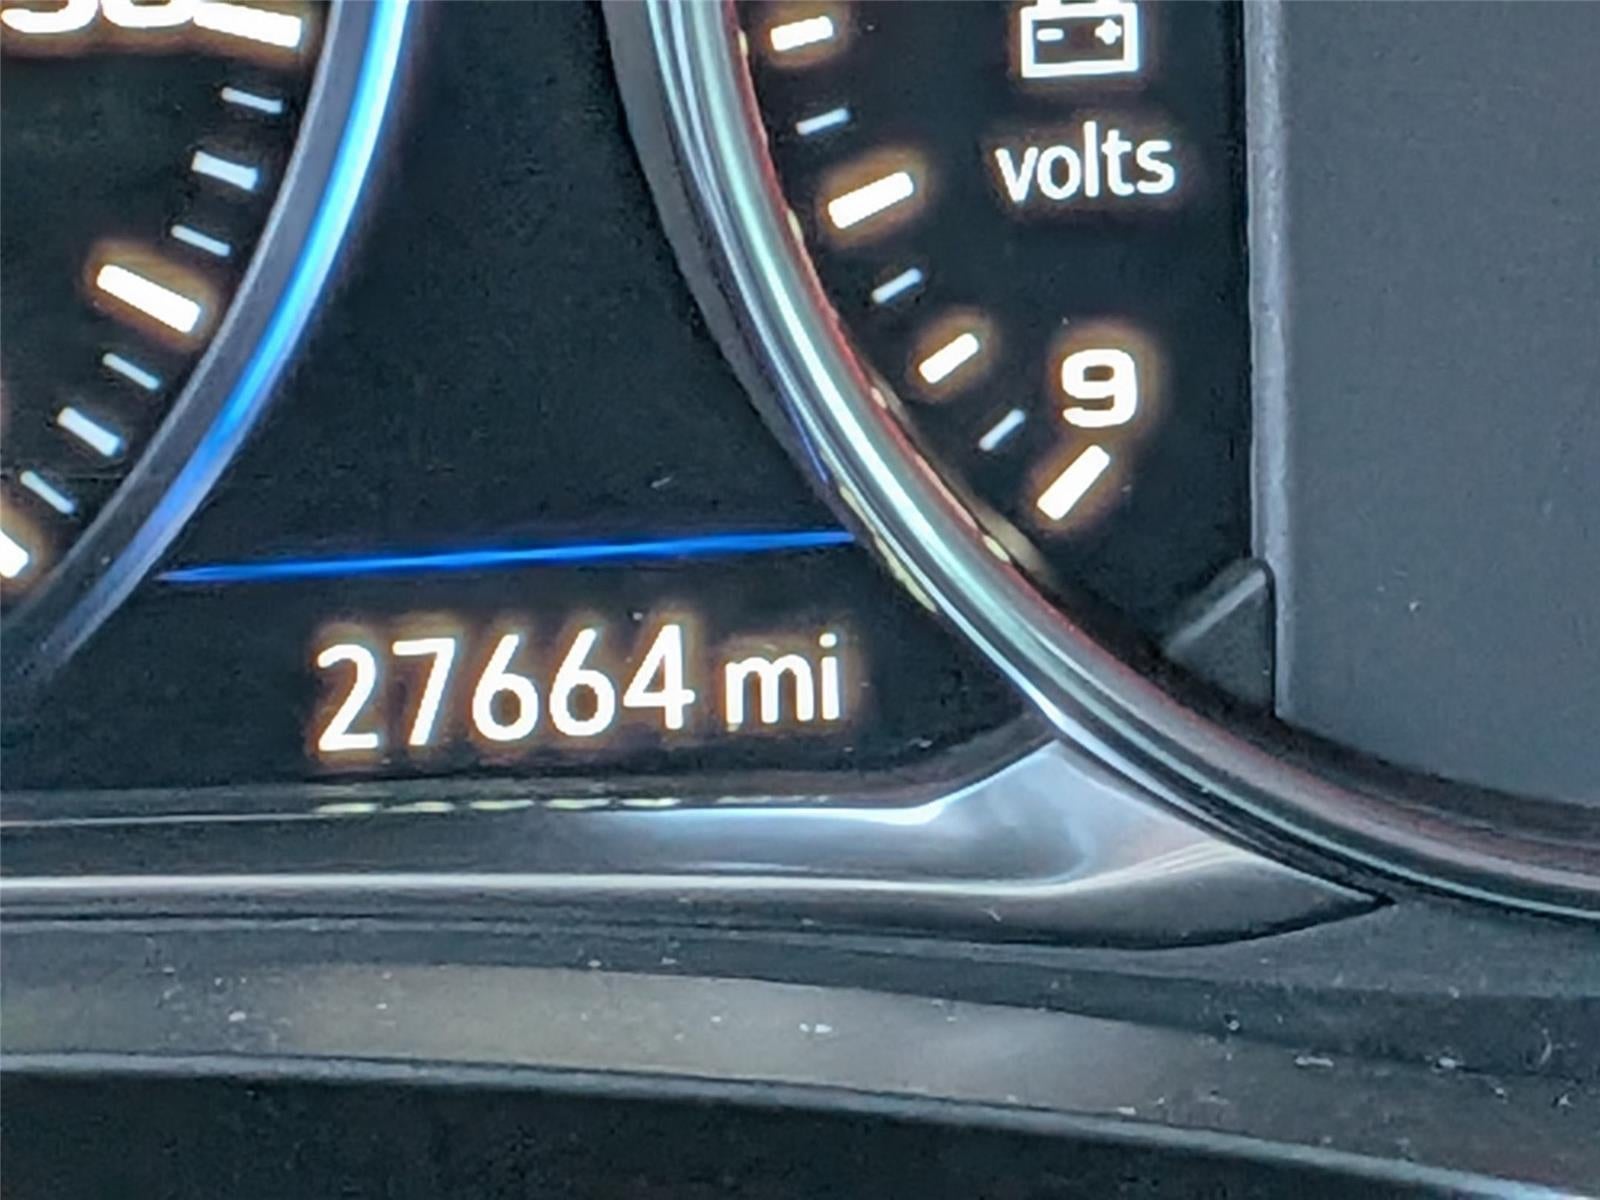 - +
volts
9
27664 mi